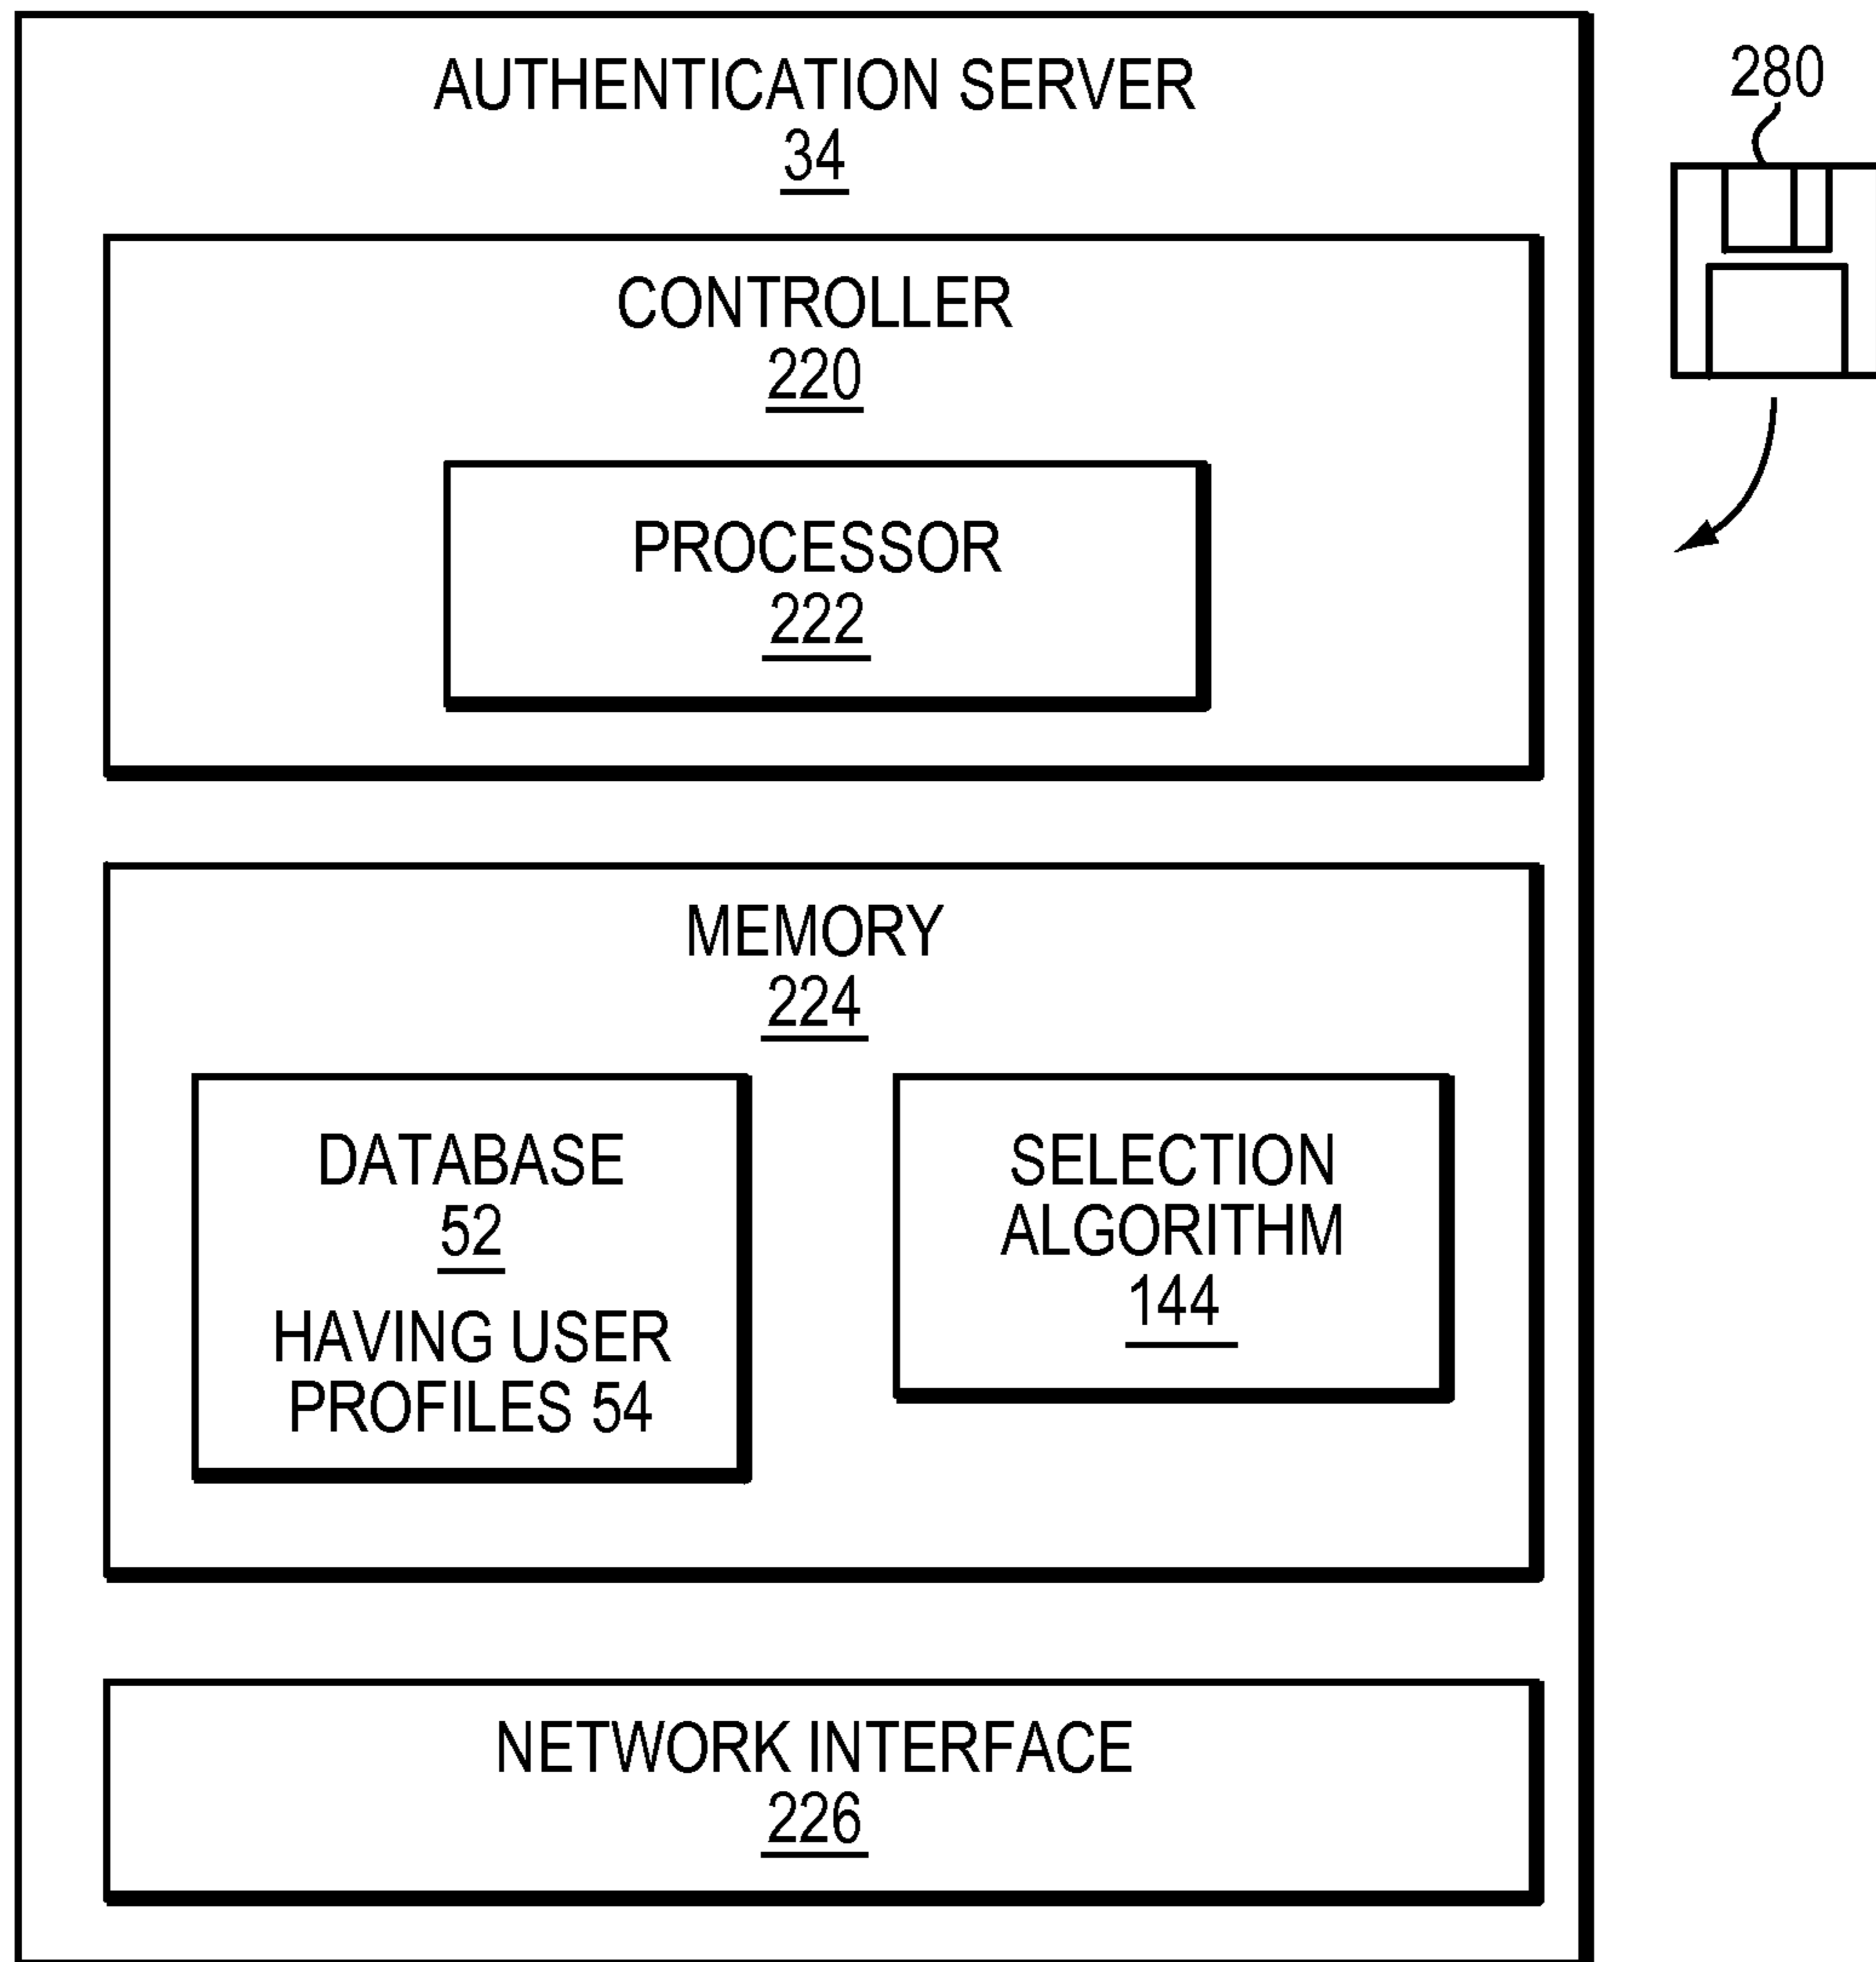 AUTHENTICATION SERVER
34
280
CONTROLLER
220
PROCESSOR
222
MEMORY
224
DATABASE
52
HAVING USER
PROFILES 54
SELECTION
ALGORITHM
144
NETWORK INTERFACE
226